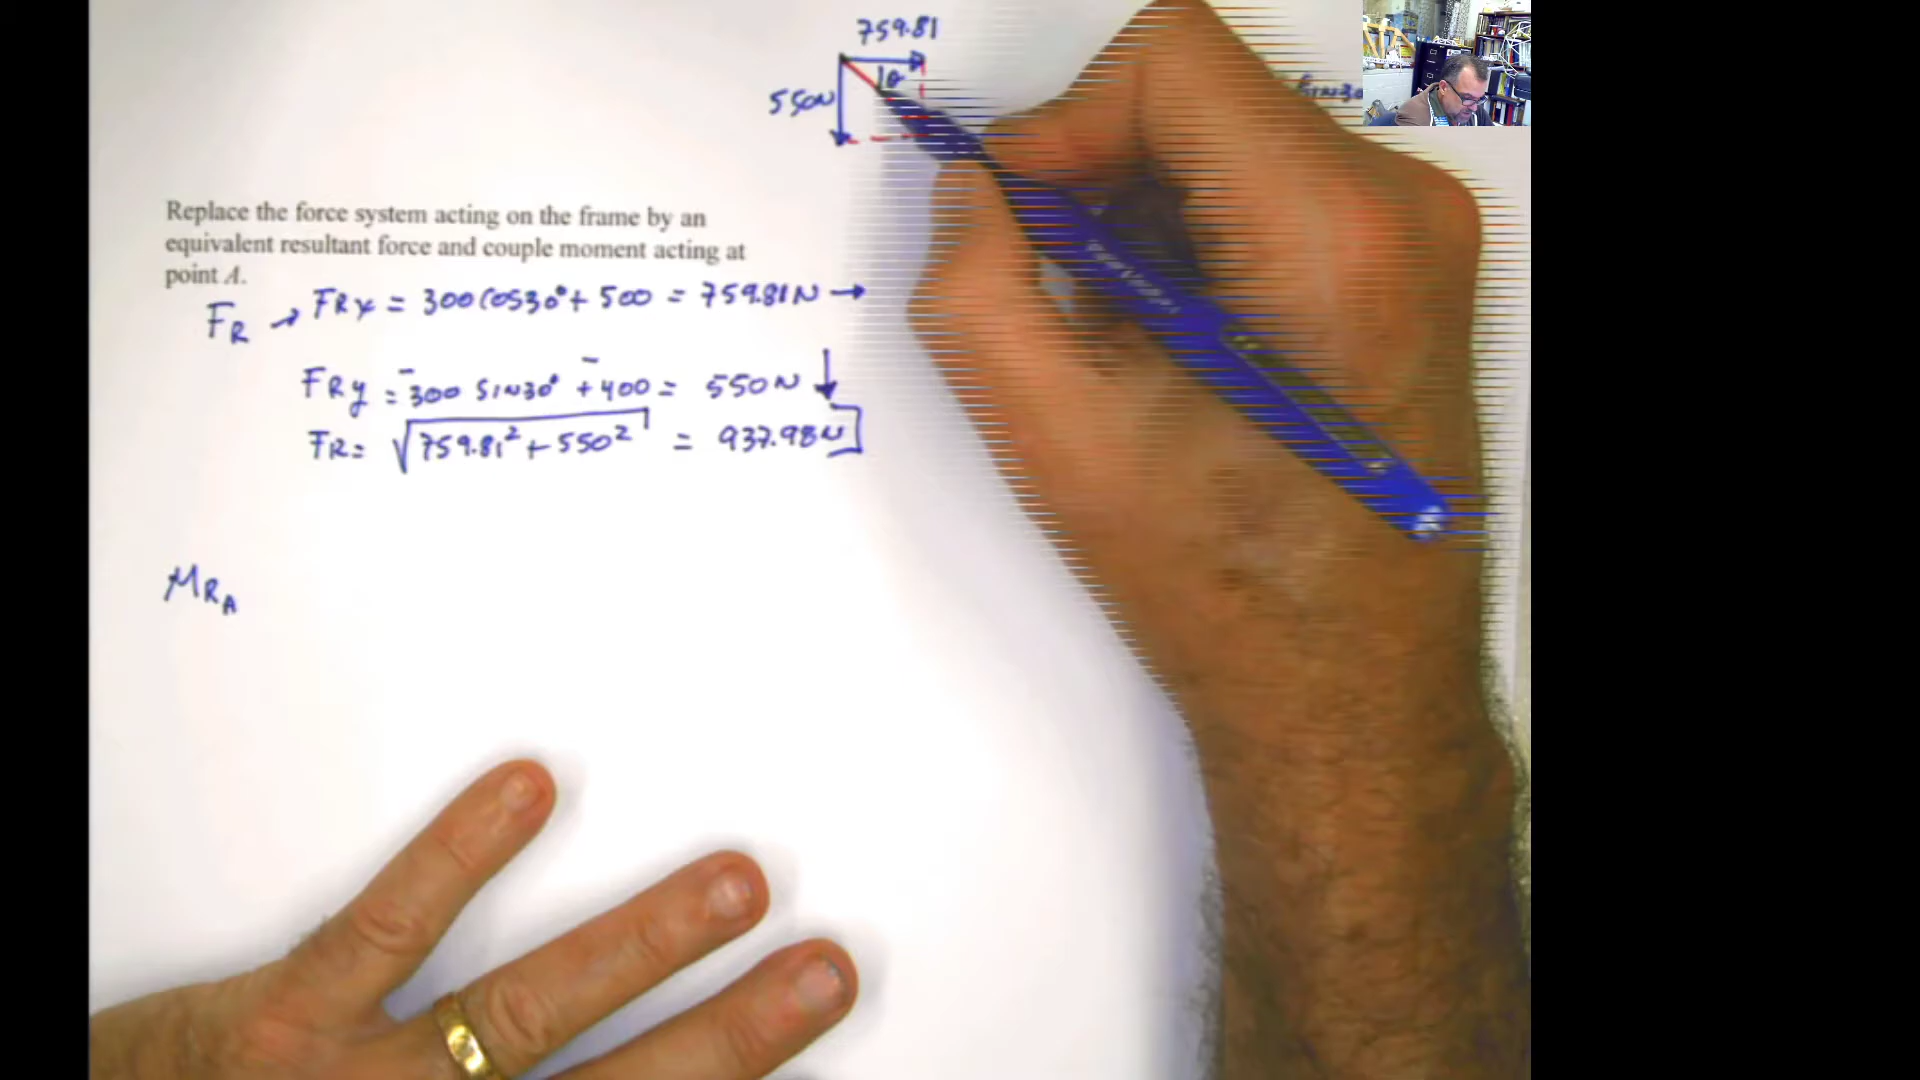 759.81
θ
550N
Sin30
Replace the force system acting on the frame by an
equivalent resultant force and couple moment acting at
point A.
FR → FRx = 300 Cos30° + 500 = 759.81N →
FRy = -300 Sin30° + -400 = 550N ↓
FR = √759.81² + 550² = 937.98N
MRA